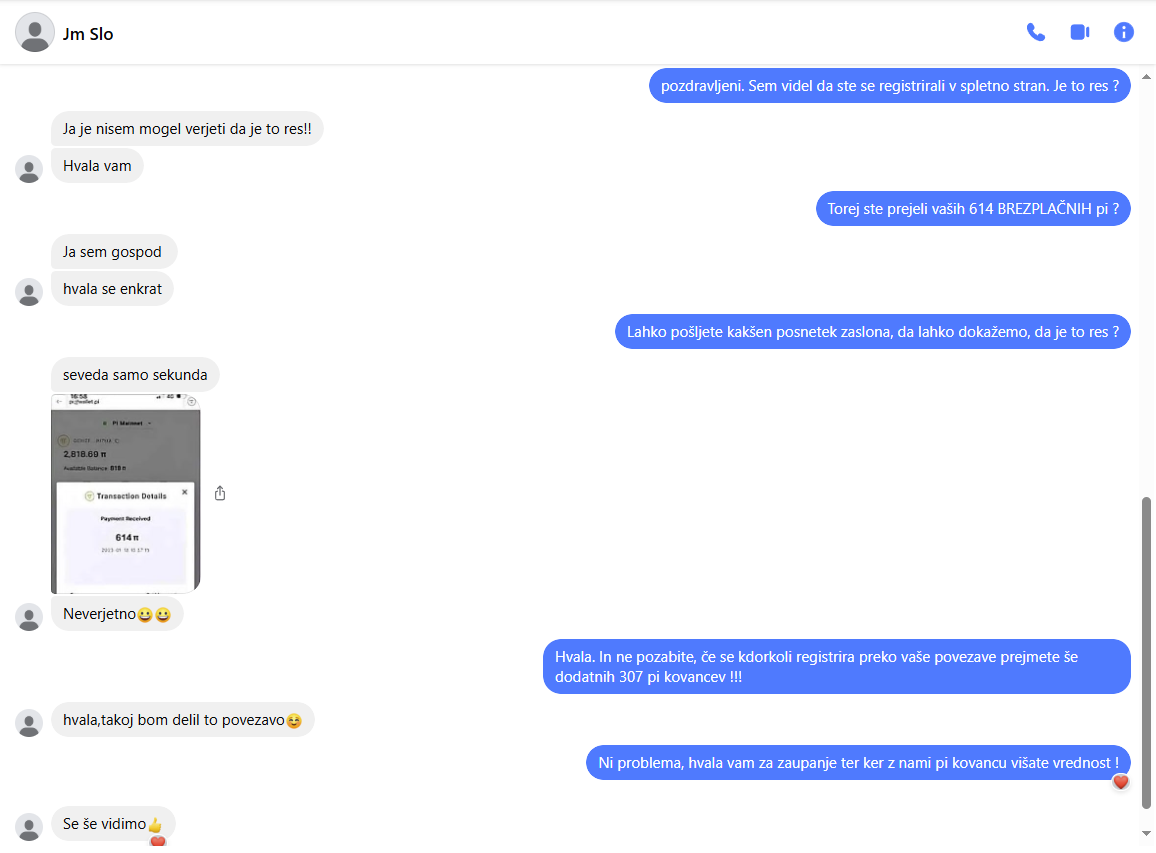 Jm Slo
pozdravljeni. Sem videl da ste se registrirali v spletno stran. Je to res ?
Ja je nisem mogel verjeti da je to res!!
Hvala vam
Torej ste prejeli vaših 614 BREZPLAČNIH pi ?
Ja sem gospod
hvala se enkrat
Lahko pošljete kakšen posnetek zaslona, da lahko dokažemo, da je to res ?
seveda samo sekunda
16:58
4G
Pi Mainnet
2,818.69 π
Available Balance: 818 π
Transaction Details
Payment Received
614 π
Neverjetno😀😀
Hvala. In ne pozabite, če se kdorkoli registrira preko vaše povezave prejmete še
dodatnih 307 pi kovancev !!!
hvala,takoj bom delil to povezavo😊
Ni problema, hvala vam za zaupanje ter ker z nami pi kovancu višate vrednost !
Se še vidimo👍